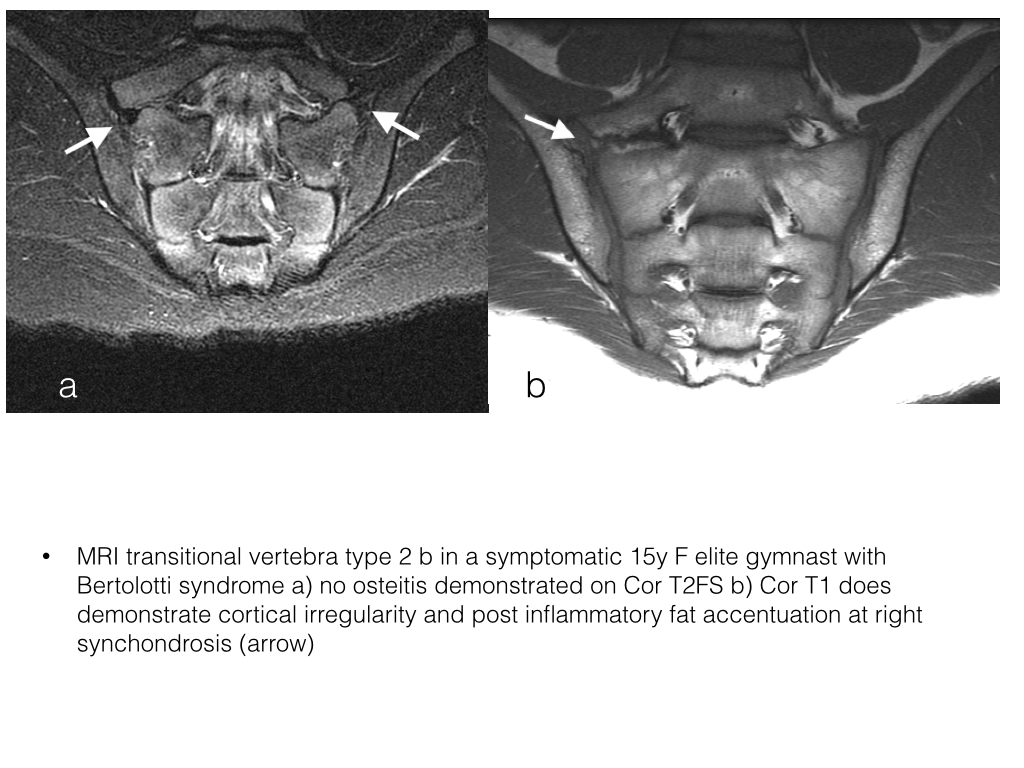 a
b
• MRI transitional vertebra type 2 b in a symptomatic 15y F elite gymnast with
Bertolotti syndrome a) no osteitis demonstrated on Cor T2FS b) Cor T1 does
demonstrate cortical irregularity and post inflammatory fat accentuation at right
synchondrosis (arrow)